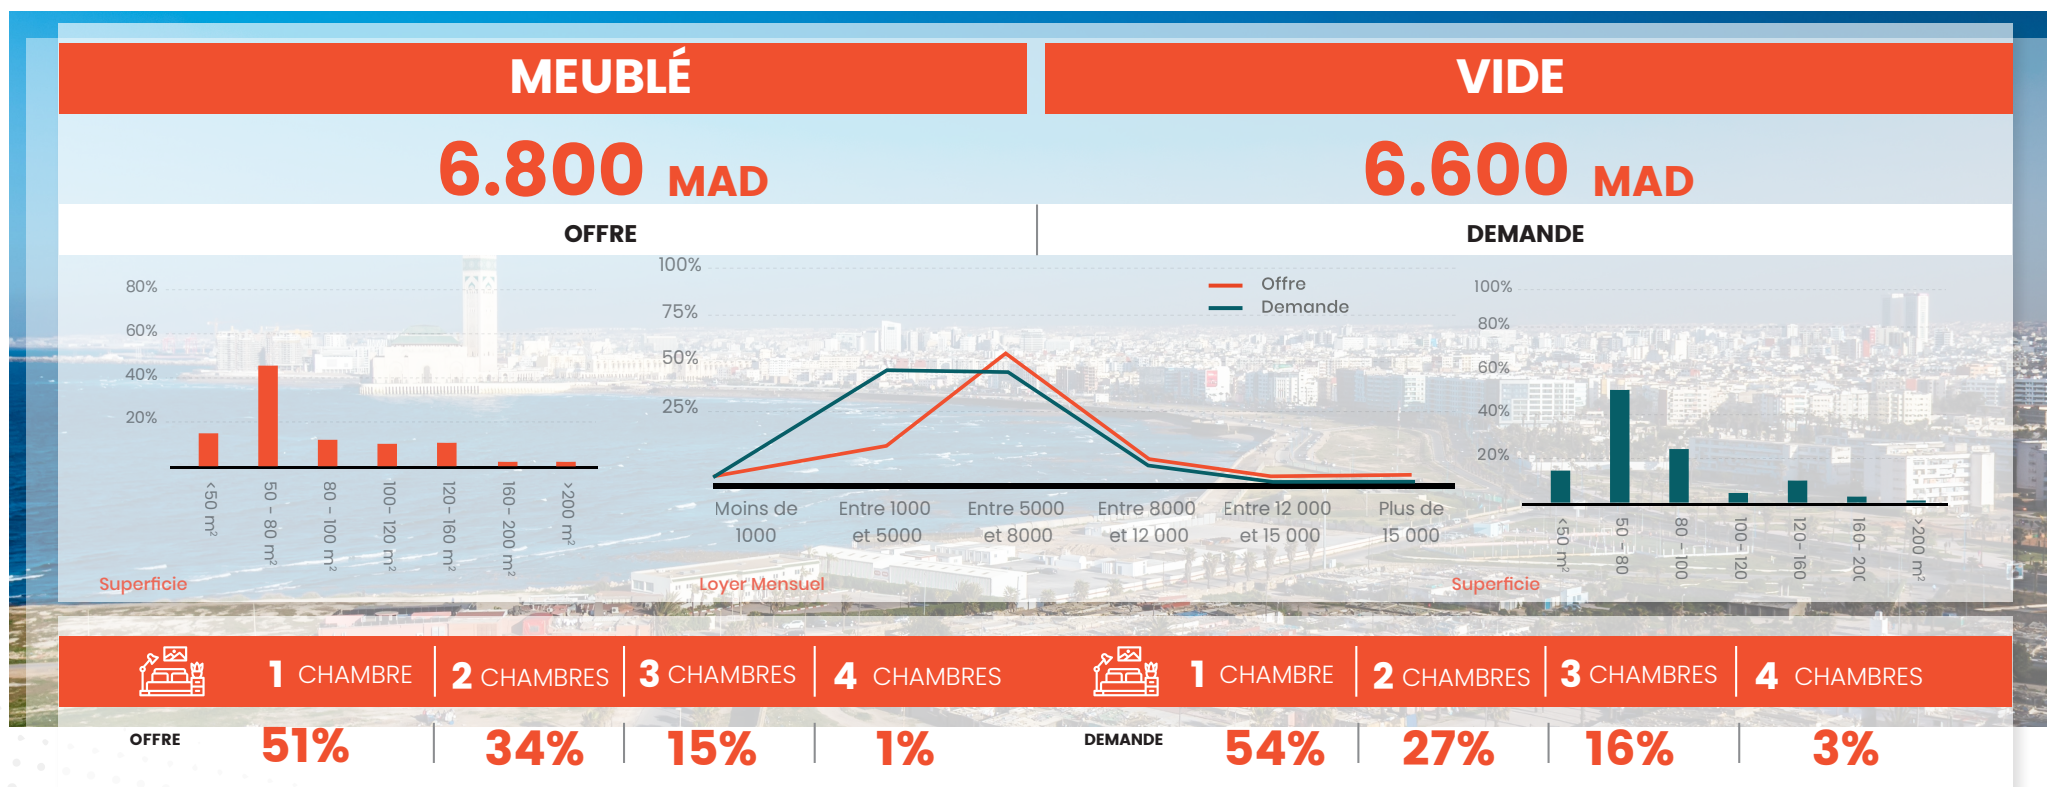 MEUBLÉ
VIDE
6.800 MAD
6.600 MAD
OFFRE
DEMANDE
80%
60%
40%
20%
<50 m²
50 - 80 m²
80 - 100 m²
100- 120 m²
120- 160 m²
160- 200 m²
>200 m²
Superficie
100%
75%
50%
25%
Offre
Demande
Moins de
1000
Entre 1000
et 5000
Entre 5000
et 8000
Entre 8000
et 12 000
Entre 12 000
et 15 000
Plus de
15 000
Loyer Mensuel
100%
80%
60%
40%
20%
<50 m²
50 - 80
80 - 100
100- 120
120- 160
160- 200
>200 m²
Superficie
1 CHAMBRE
2 CHAMBRES
3 CHAMBRES
4 CHAMBRES
1 CHAMBRE
2 CHAMBRES
3 CHAMBRES
4 CHAMBRES
OFFRE
51%
34%
15%
1%
DEMANDE
54%
27%
16%
3%